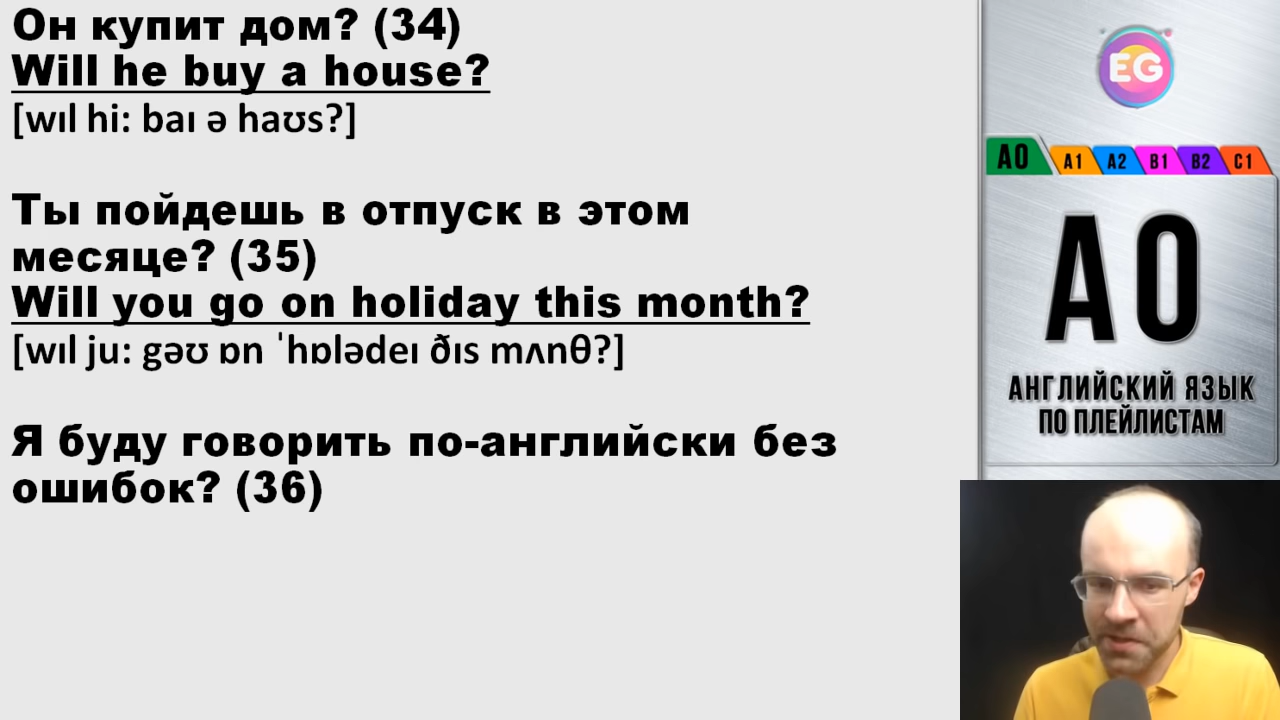 Он купит дом? (34)
Will he buy a house?
[wɪl hi: baɪ ə haʊs?]
Ты пойдешь в отпуск в этом
месяце? (35)
Will you go on holiday this month?
[wɪl ju: gəʊ ɒn ˈhɒlədeɪ ðɪs mʌnθ?]
Я буду говорить по-английски без
ошибок? (36)
EG
A0 A1 A2 B1 B2 C1
A0
АНГЛИЙСКИЙ ЯЗЫК
ПО ПЛЕЙЛИСТАМ